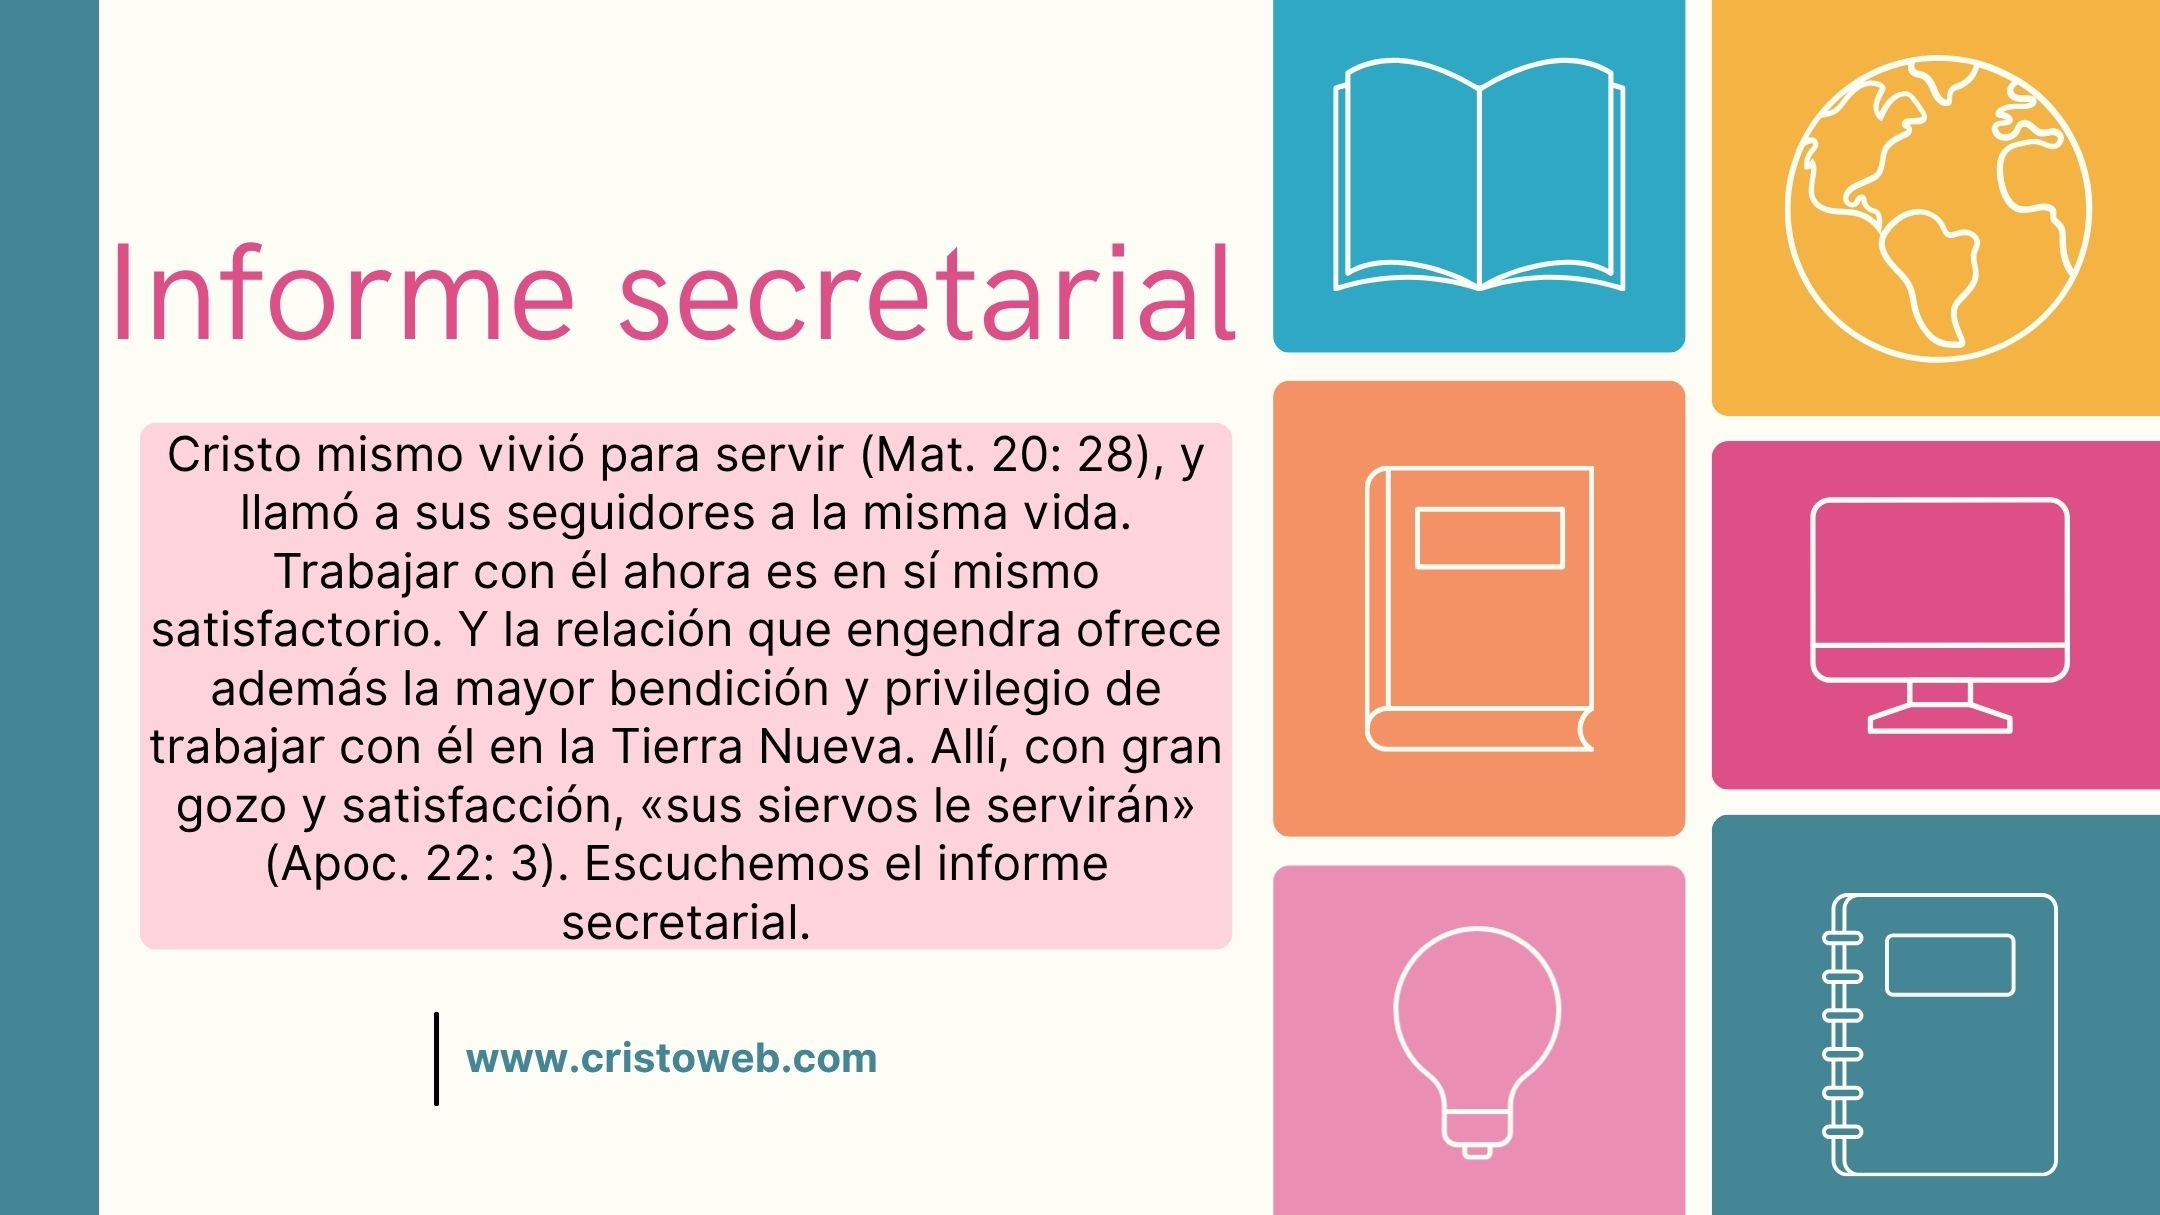 Informe secretarial
Cristo mismo vivió para servir (Mat. 20: 28), y
llamó a sus seguidores a la misma vida.
Trabajar con él ahora es en sí mismo
satisfactorio. Y la relación que engendra ofrece
además la mayor bendición y privilegio de
trabajar con él en la Tierra Nueva. Allí, con gran
gozo y satisfacción, «sus siervos le servirán»
(Apoc. 22: 3). Escuchemos el informe
secretarial.
www.cristoweb.com